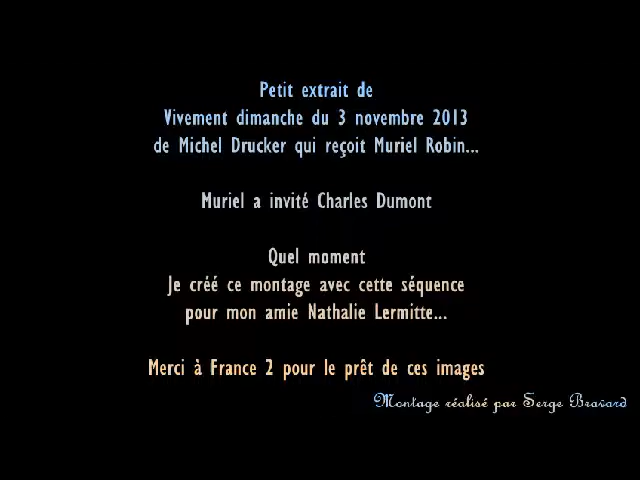 Petit extrait de
Vivement dimanche du 3 novembre 2013
de Michel Drucker qui reçoit Muriel Robin...
Muriel a invité Charles Dumont
Quel moment
Je créé ce montage avec cette séquence
pour mon amie Nathalie Lermitte...
Merci à France 2 pour le prêt de ces images
Montage réalisé par Serge Bravard